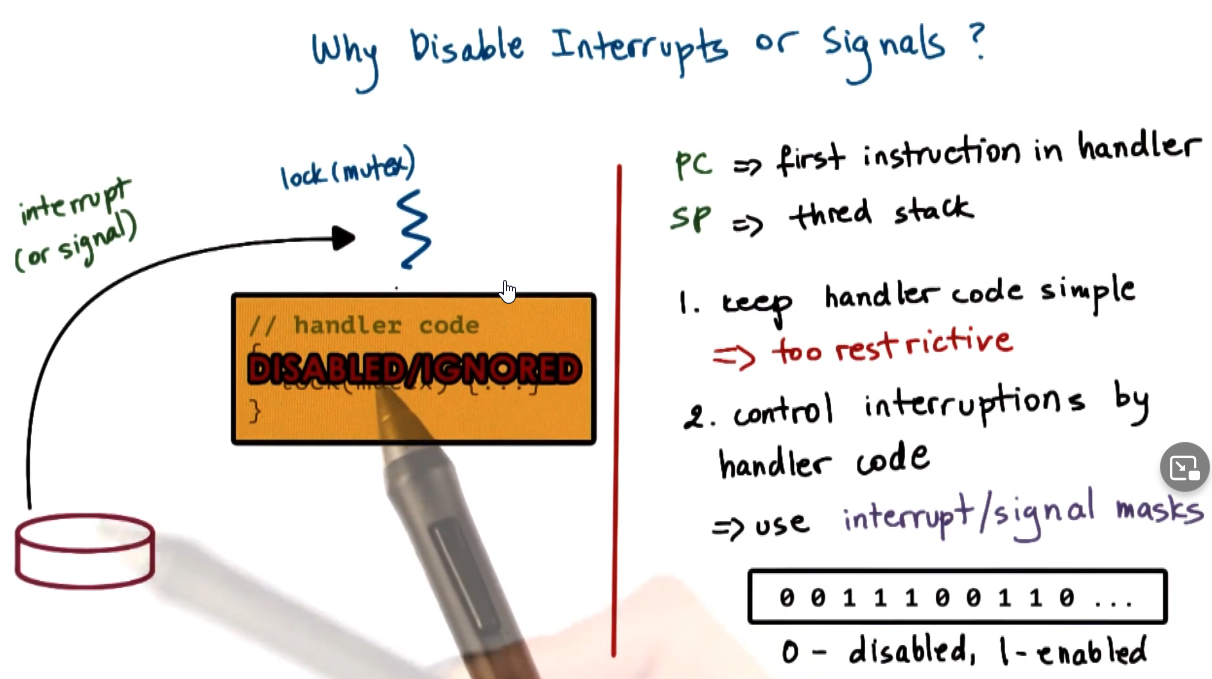 Why Disable Interrupts or Signals ?
interrupt
(or signal)
lock(mutex)
// handler code
{
DISABLED/IGNORED
}
PC => first instruction in handler
SP => thred stack
1. keep handler code simple
=> too restrictive
2. control interruptions by
handler code
=> use interrupt/signal masks
0 0 1 1 1 0 0 1 1 0 ...
0 - disabled, 1-enabled